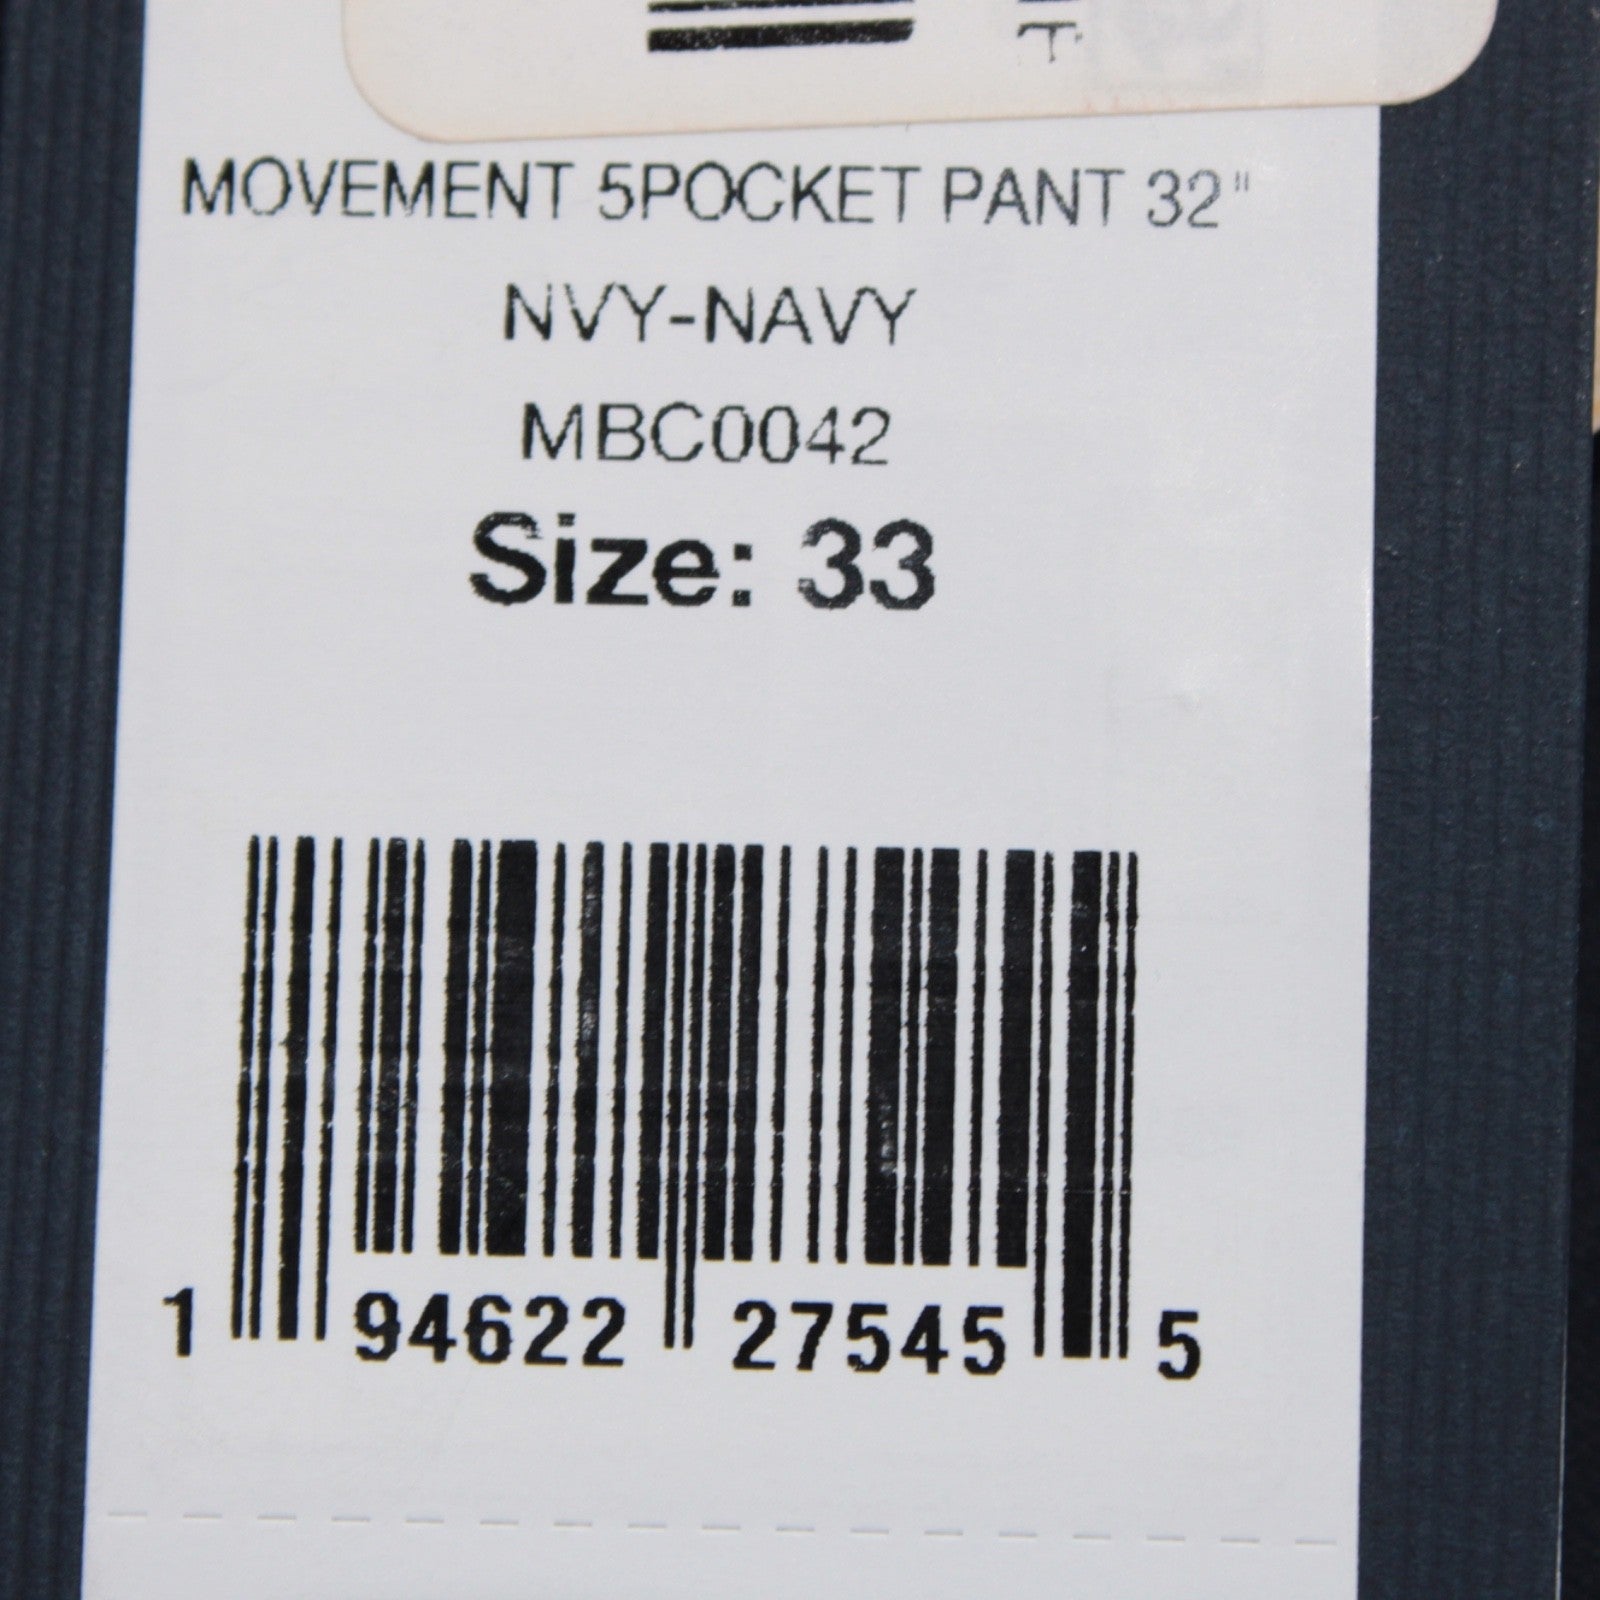 MOVEMENT 5POCKET PANT 32"
NVY-NAVY
MBC0042
Size: 33
1 94622 27545 5